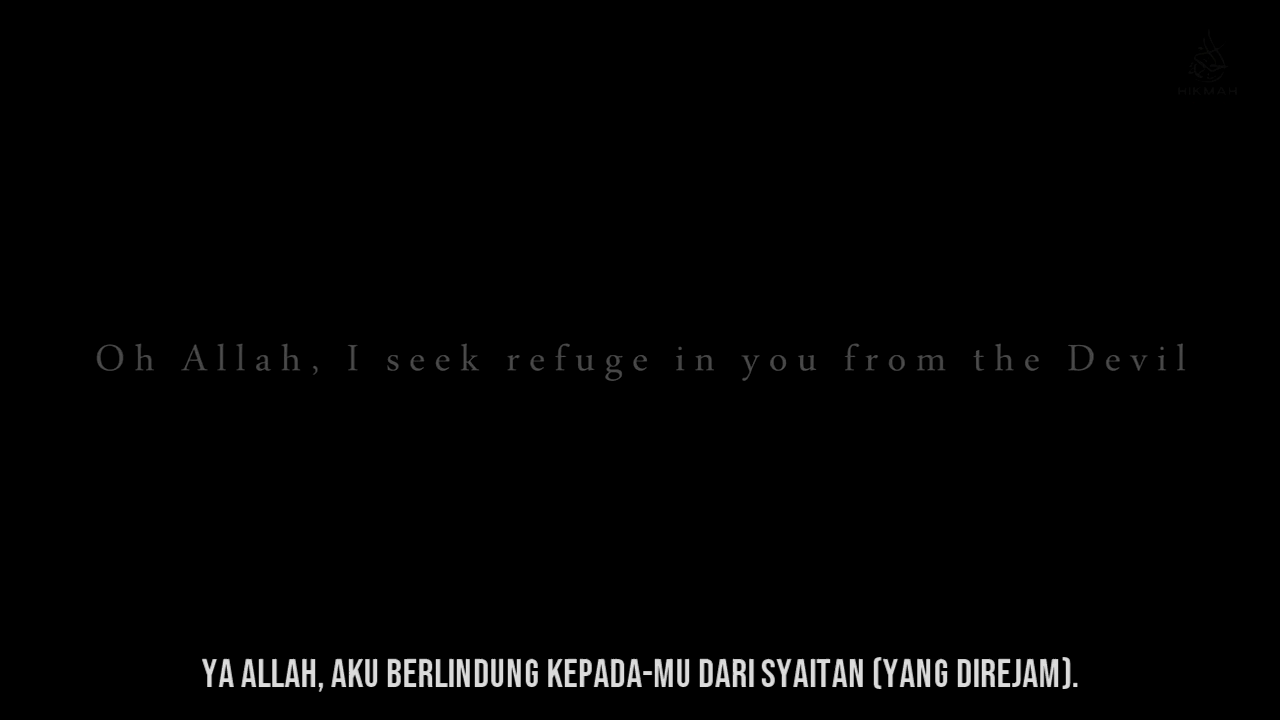 HIKMAH
Oh Allah, I seek refuge in you from the Devil
YA ALLAH, AKU BERLINDUNG KEPADA-MU DARI SYAITAN (YANG DIREJAM).